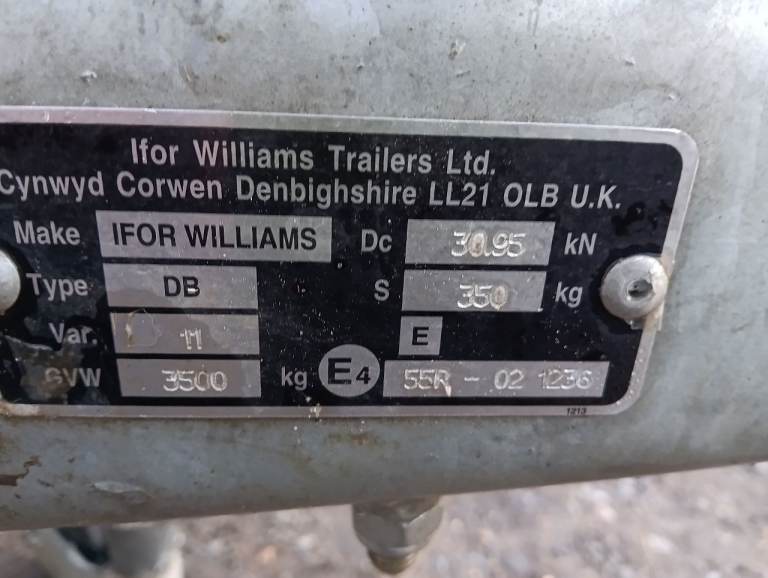 Ifor Williams Trailers Ltd.
Cynwyd Corwen Denbighshire LL21 OLB U.K.
Make IFOR WILLIAMS Dc 30.95 kN
Type DB S 350 kg
Var. 11 E
GVW 3500 kg E4 55R - 02 1236
1213